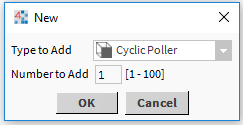 New
Type to Add Cyclic Poller
Number to Add 1 [1 - 100]
OK Cancel